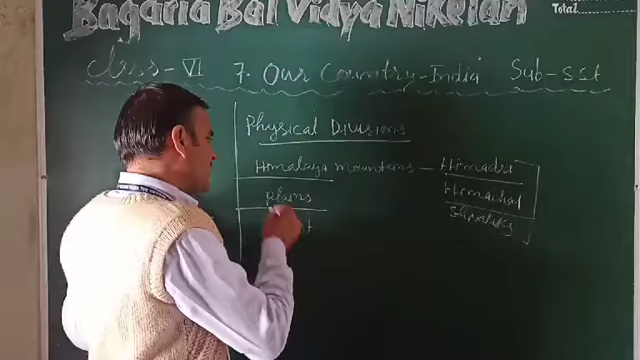 Bagaria Bal Vidya Niketan
Total
Class - VI 7. Our Country - India Sub - SSt
Physical Divisions
Himalaya mountains - Himadri
Himachal
Plains